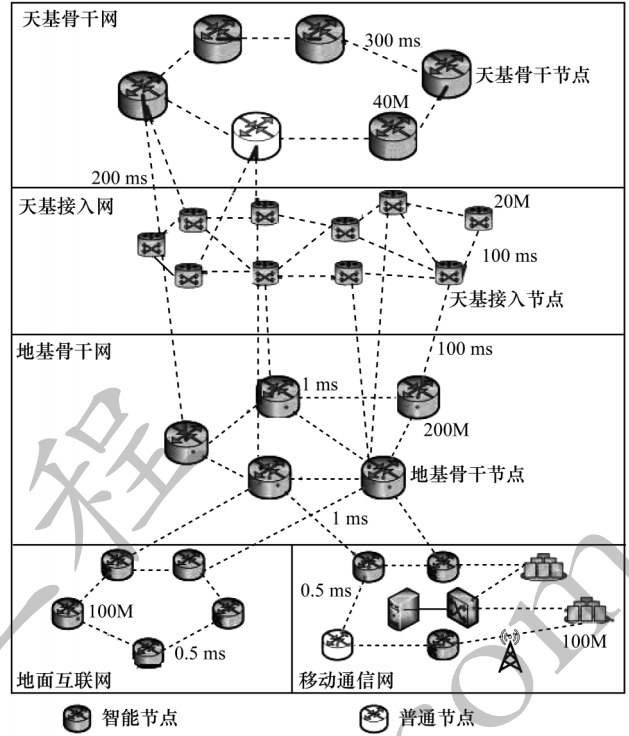 天基骨干网
300 ms
天基骨干节点
40M
200 ms
天基接入网
20M
100 ms
天基接入节点
地基骨干网
100 ms
1 ms
200M
地基骨干节点
1 ms
0.5 ms
100M
0.5 ms
100M
地面互联网
移动通信网
智能节点
普通节点
程
com